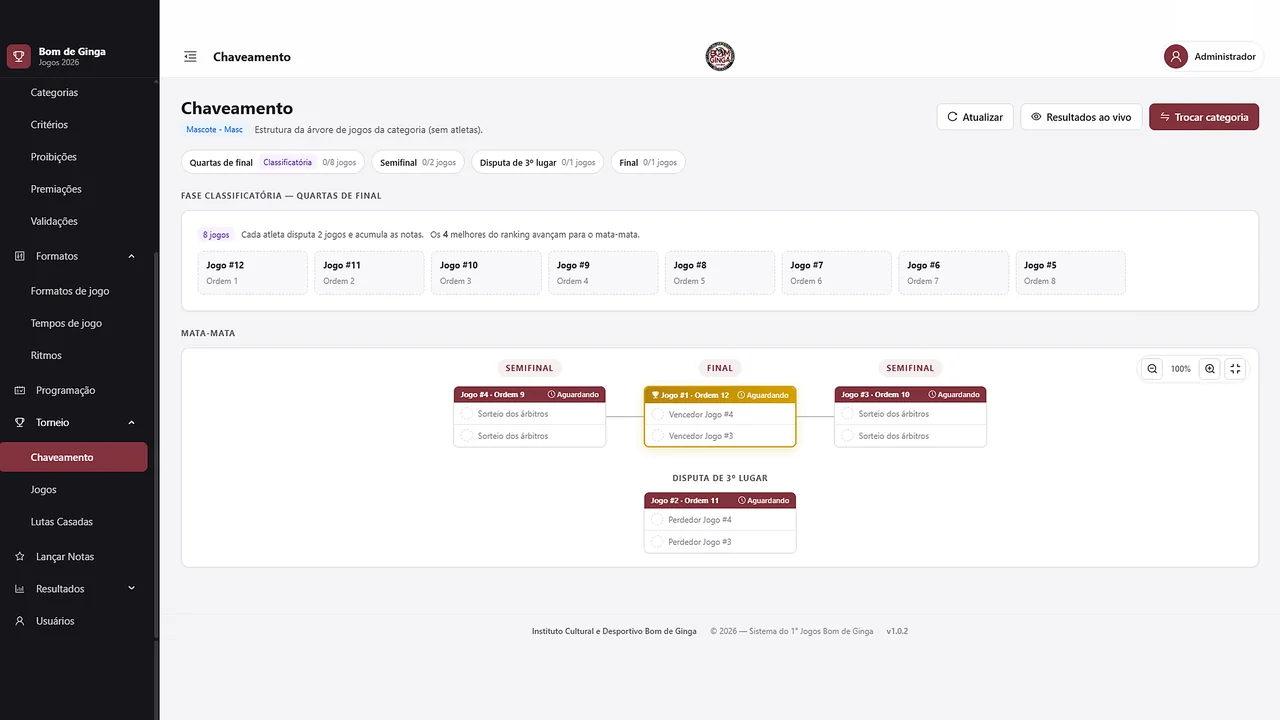 Bom de Ginga
Jogos 2026
Categorias
Critérios
Proibições
Premiações
Validações
Formatos
Formatos de jogo
Tempos de jogo
Ritmos
Programação
Torneio
Chaveamento
Jogos
Lutas Casadas
Lançar Notas
Resultados
Usuários
Chaveamento
BOM GINGA
Administrador
Chaveamento
Mascote - Masc Estrutura da árvore de jogos da categoria (sem atletas).
Atualizar
Resultados ao vivo
Trocar categoria
Quartas de final Classificatória 0/8 jogos
Semifinal 0/2 jogos
Disputa de 3º lugar 0/1 jogos
Final 0/1 jogos
FASE CLASSIFICATÓRIA — QUARTAS DE FINAL
8 jogos Cada atleta disputa 2 jogos e acumula as notas. Os 4 melhores do ranking avançam para o mata-mata.
Jogo #12
Ordem 1
Jogo #11
Ordem 2
Jogo #10
Ordem 3
Jogo #9
Ordem 4
Jogo #8
Ordem 5
Jogo #7
Ordem 6
Jogo #6
Ordem 7
Jogo #5
Ordem 8
MATA-MATA
100%
SEMIFINAL
Jogo #4 · Ordem 9 Aguardando
Sorteio dos árbitros
Sorteio dos árbitros
FINAL
Jogo #1 · Ordem 12 Aguardando
Vencedor Jogo #4
Vencedor Jogo #3
SEMIFINAL
Jogo #3 · Ordem 10 Aguardando
Sorteio dos árbitros
Sorteio dos árbitros
DISPUTA DE 3º LUGAR
Jogo #2 · Ordem 11 Aguardando
Perdedor Jogo #4
Perdedor Jogo #3
Instituto Cultural e Desportivo Bom de Ginga © 2026 — Sistema do 1° Jogos Bom de Ginga v1.0.2